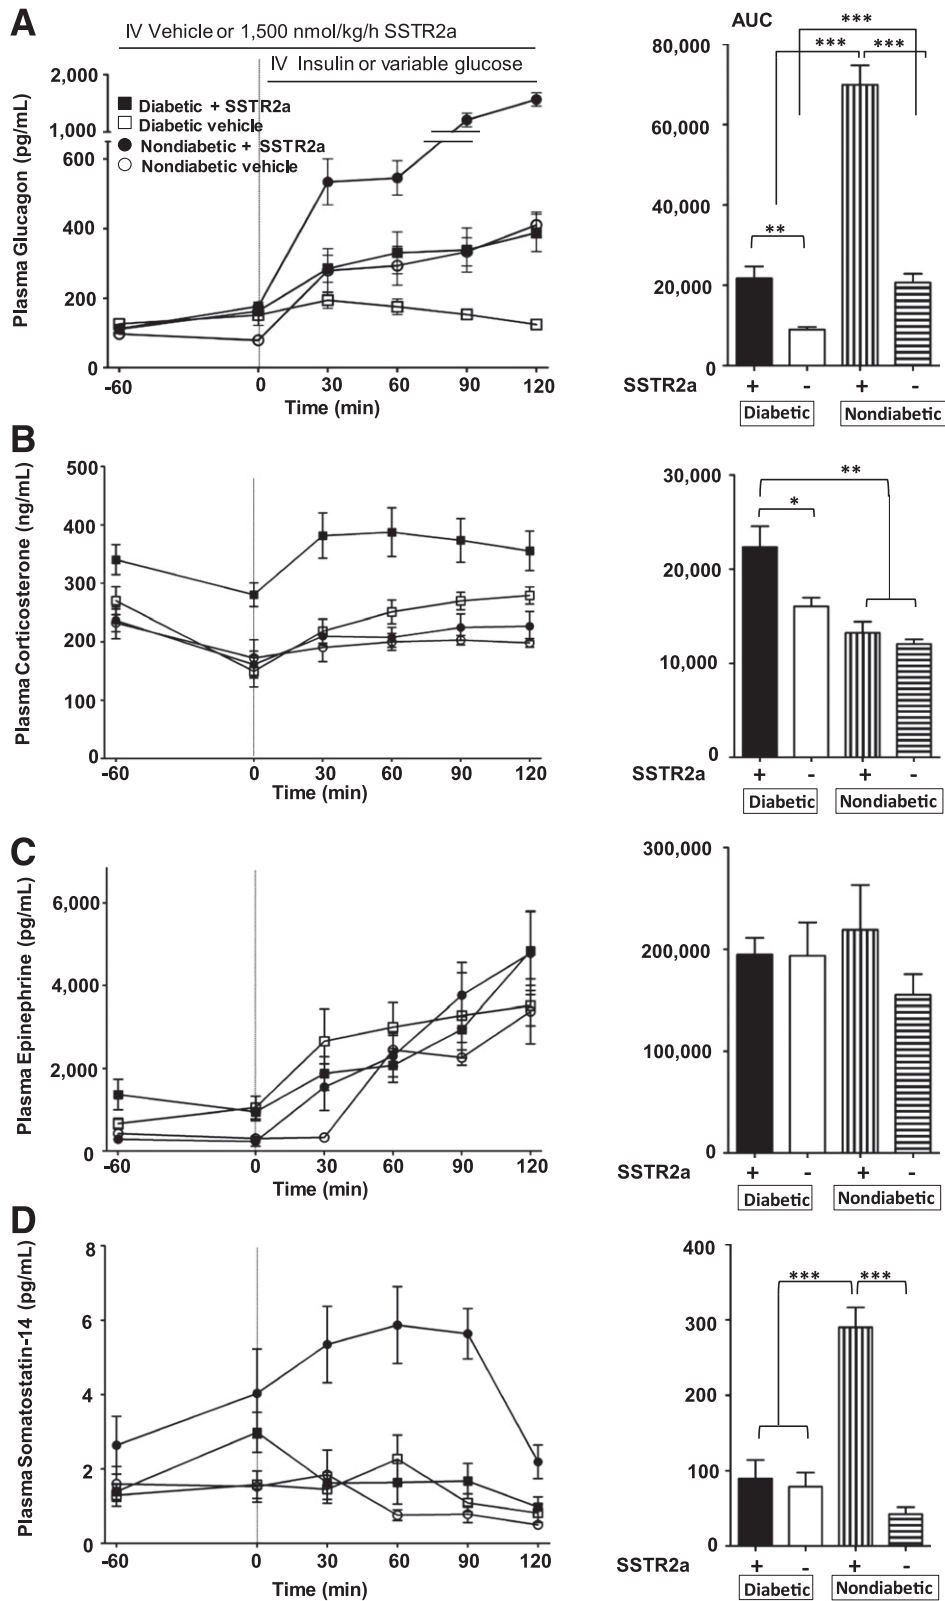 A
IV Vehicle or 1,500 nmol/kg/h SSTR2a
IV Insulin or variable glucose
Plasma Glucagon (pg/mL)
2,000
1,000
600
400
200
0
Diabetic + SSTR2a
Diabetic vehicle
Nondiabetic + SSTR2a
Nondiabetic vehicle
-60 0 30 60 90 120
Time (min)
AUC
80,000
60,000
40,000
20,000
0
***
*** ***
**
SSTR2a + - + -
Diabetic Nondiabetic
B
Plasma Corticosterone (ng/mL)
500
400
300
200
100
0
-60 0 30 60 90 120
Time (min)
30,000
20,000
10,000
0
**
*
SSTR2a + - + -
Diabetic Nondiabetic
C
Plasma Epinephrine (pg/mL)
6,000
4,000
2,000
0
-60 0 30 60 90 120
Time (min)
300,000
200,000
100,000
0
SSTR2a + - + -
Diabetic Nondiabetic
D
Plasma Somatostatin-14 (pg/mL)
8
6
4
2
0
-60 0 30 60 90 120
Time (min)
400
300
200
100
0
*** ***
SSTR2a + - + -
Diabetic Nondiabetic